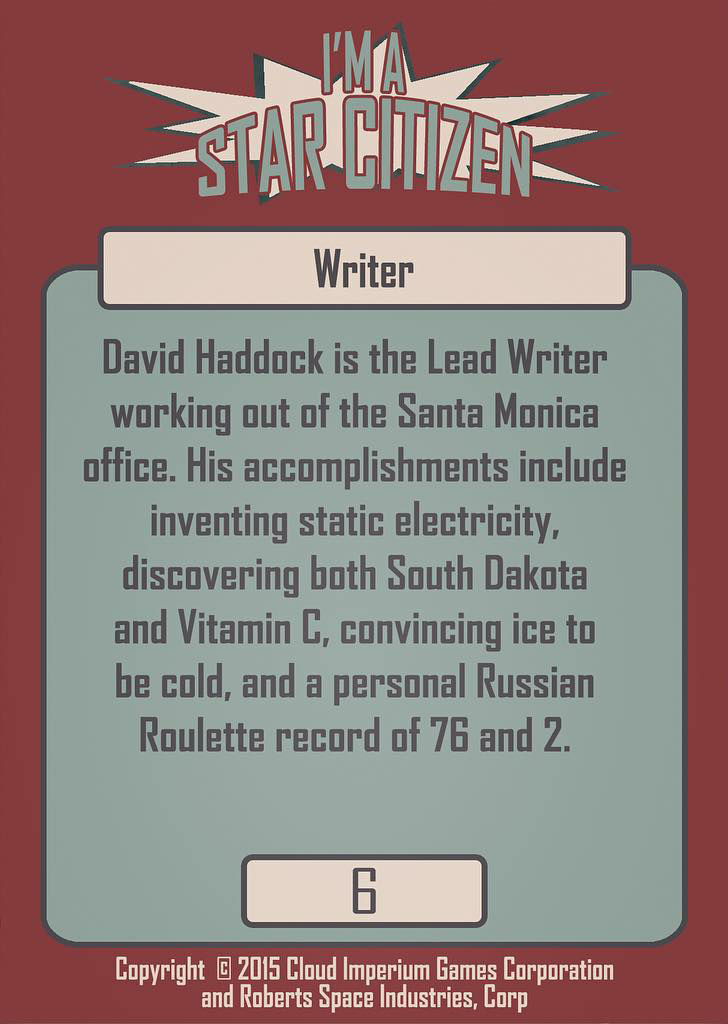 I'M A
STAR CITIZEN
Writer
David Haddock is the Lead Writer
working out of the Santa Monica
office. His accomplishments include
inventing static electricity,
discovering both South Dakota
and Vitamin C, convincing ice to
be cold, and a personal Russian
Roulette record of 76 and 2.
6
Copyright © 2015 Cloud Imperium Games Corporation
and Roberts Space Industries, Corp